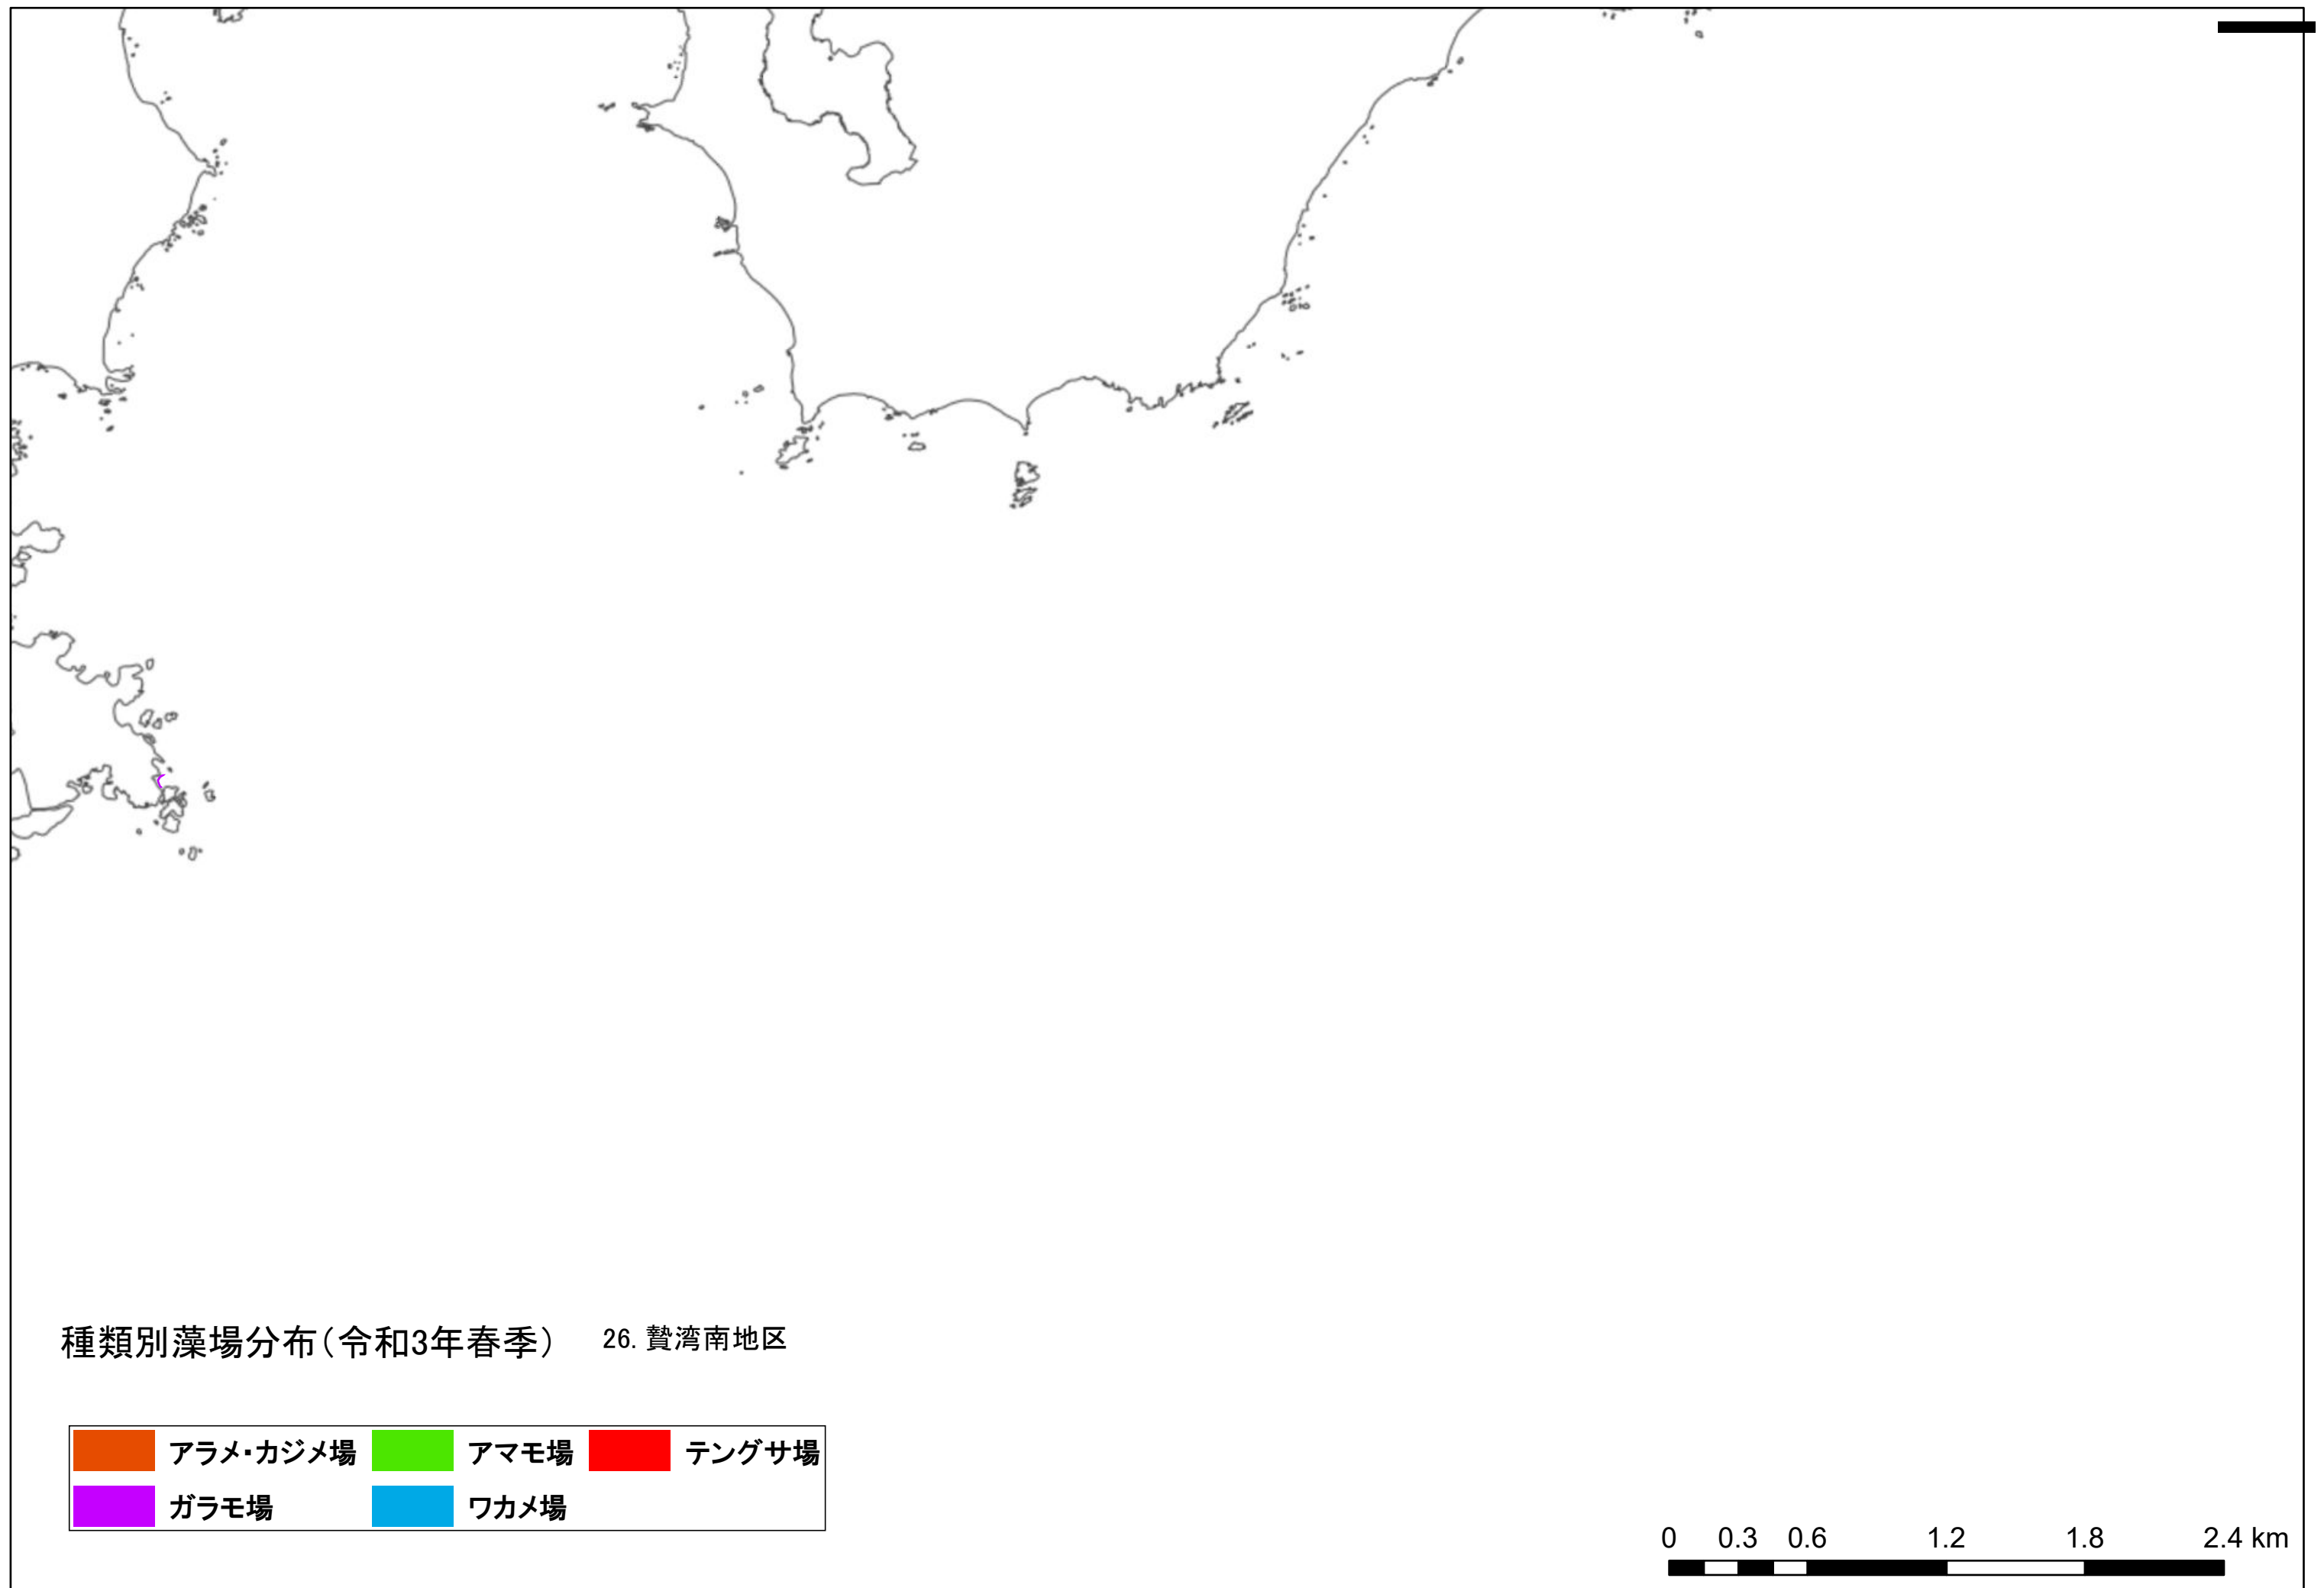 種類別藻場分布(令和3年春季) 26. 贄湾南地区
アラメ・カジメ場 アマモ場 テングサ場
ガラモ場 ワカメ場
0 0.3 0.6 1.2 1.8 2.4 km